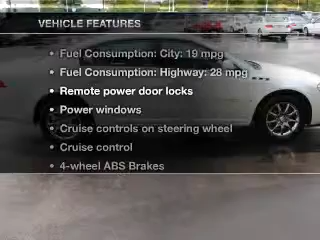 VEHICLE FEATURES
• Fuel Consumption: City: 19 mpg
• Fuel Consumption: Highway: 28 mpg
• Remote power door locks
• Power windows
• Cruise controls on steering wheel
• Cruise control
• 4-wheel ABS Brakes